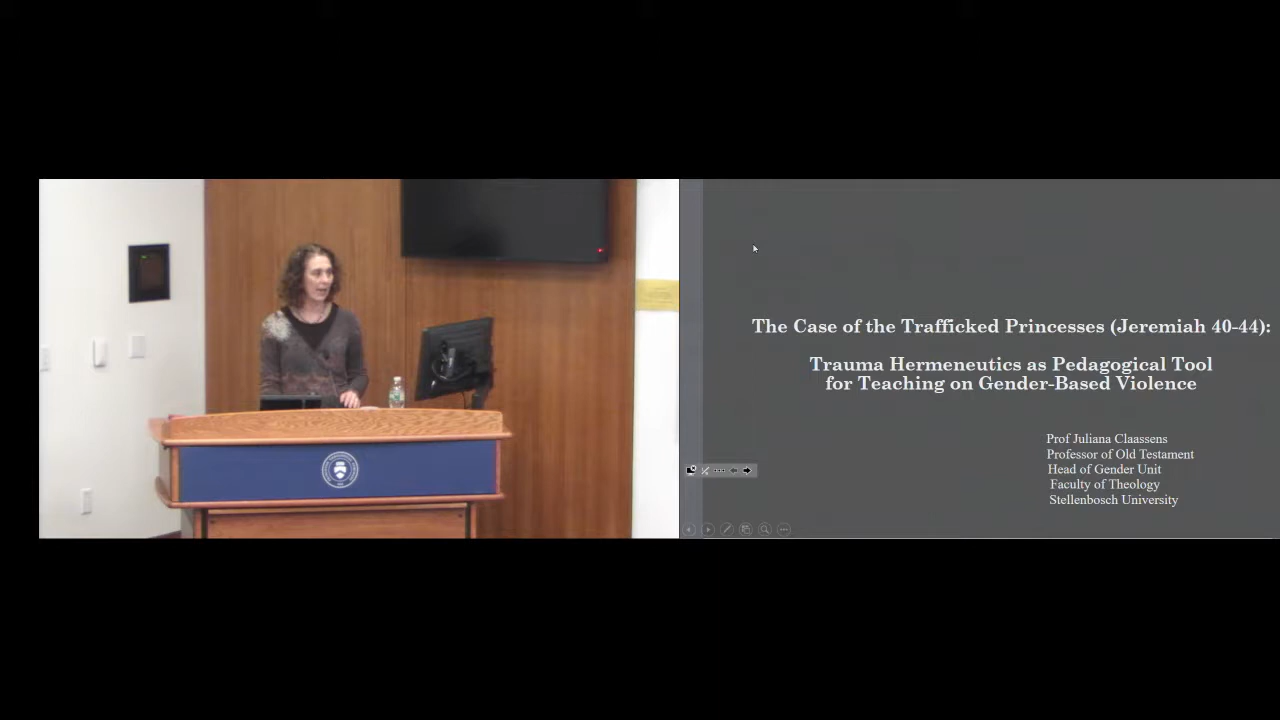 The Case of the Trafficked Princesses (Jeremiah 40-44):
Trauma Hermeneutics as Pedagogical Tool
for Teaching on Gender-Based Violence
Prof Juliana Claassens
Professor of Old Testament
Head of Gender Unit
Faculty of Theology
Stellenbosch University